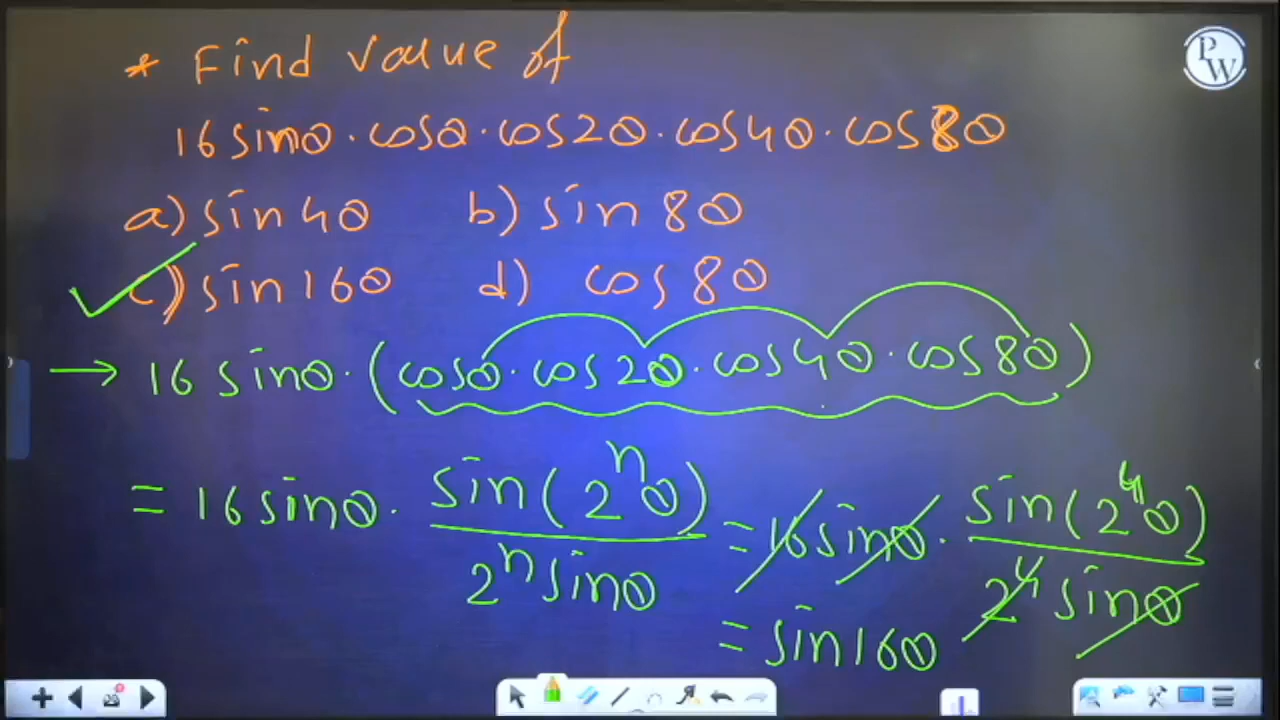 * Find value of
PW
16 sinθ · cosθ · cos2θ · cos4θ · cos8θ
a) sin4θ b) sin8θ
c) sin16θ d) cos8θ
→ 16 sinθ · (cosθ · cos2θ · cos4θ · cos8θ)
= 16 sinθ · sin(2ⁿθ) / 2ⁿ sinθ = 16 sinθ · sin(2⁴θ) / 2⁴ sinθ
= sin16θ